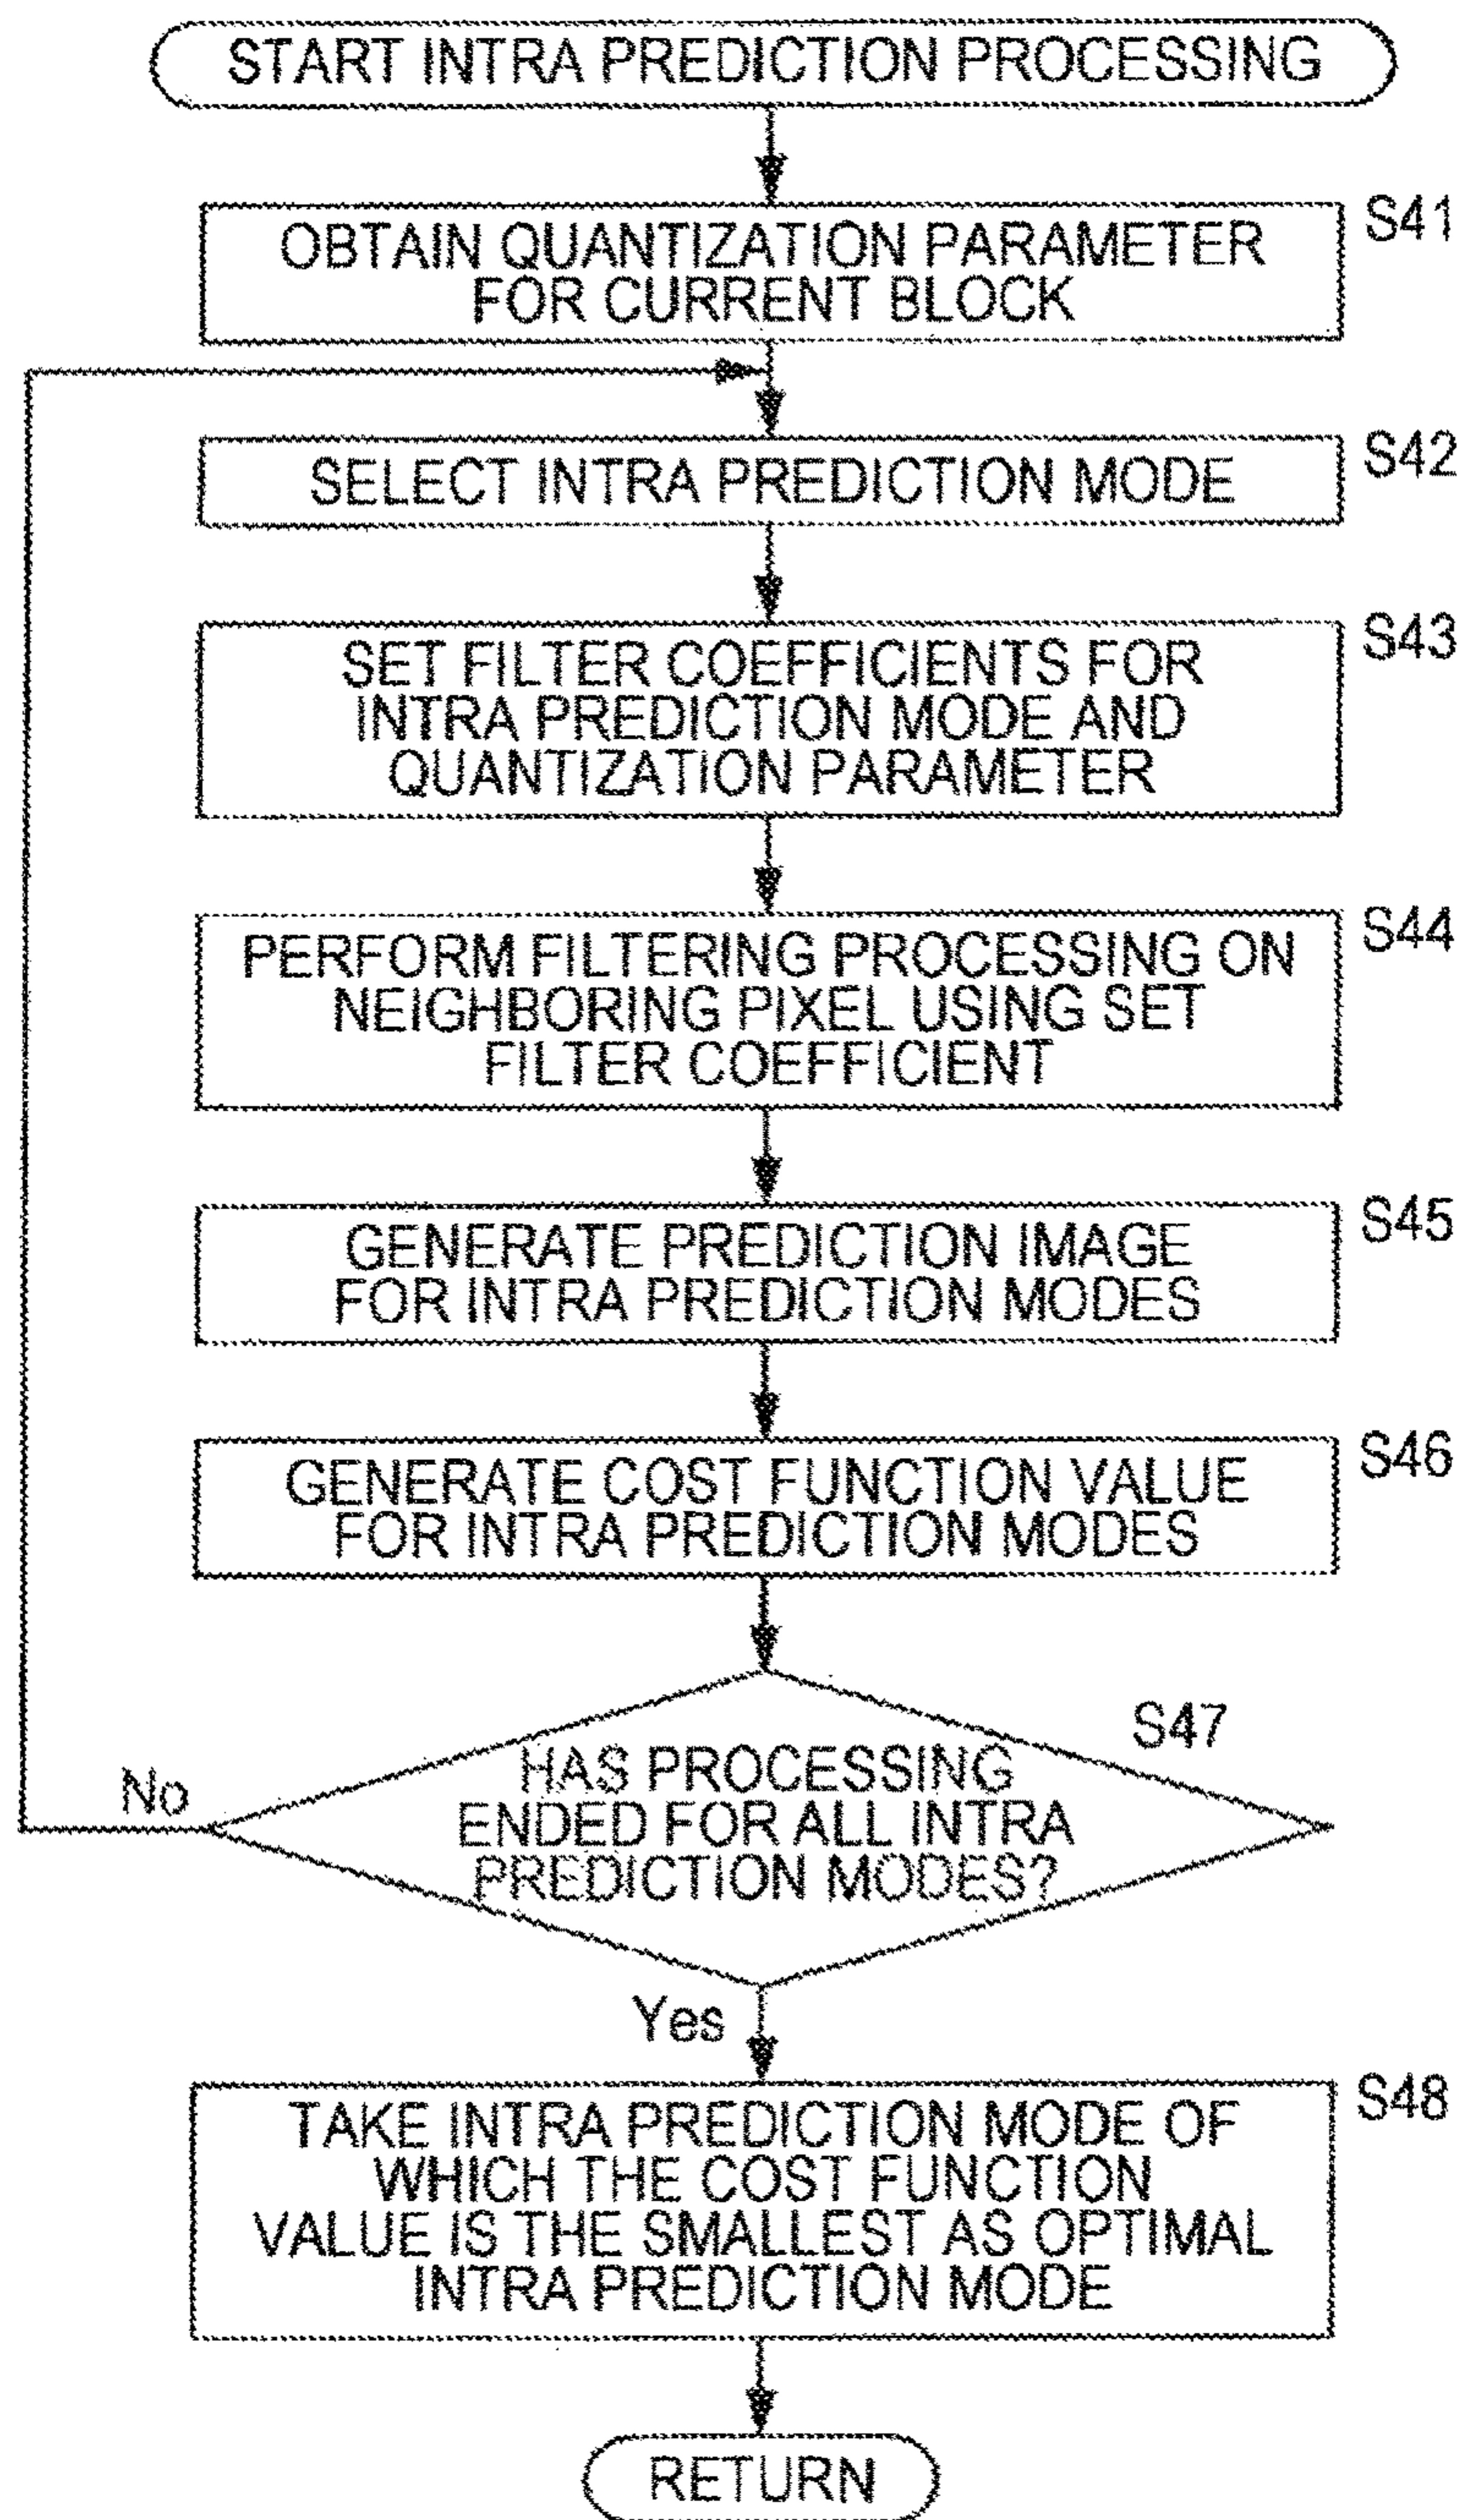 START INTRA PREDICTION PROCESSING
S41
OBTAIN QUANTIZATION PARAMETER
FOR CURRENT BLOCK
S42
SELECT INTRA PREDICTION MODE
S43
SET FILTER COEFFICIENTS FOR
INTRA PREDICTION MODE AND
QUANTIZATION PARAMETER
S44
PERFORM FILTERING PROCESSING ON
NEIGHBORING PIXEL USING SET
FILTER COEFFICIENT
S45
GENERATE PREDICTION IMAGE
FOR INTRA PREDICTION MODES
S46
GENERATE COST FUNCTION VALUE
FOR INTRA PREDICTION MODES
S47
HAS PROCESSING
ENDED FOR ALL INTRA
PREDICTION MODES?
No
Yes
S48
TAKE INTRA PREDICTION MODE OF
WHICH THE COST FUNCTION
VALUE IS THE SMALLEST AS OPTIMAL
INTRA PREDICTION MODE
RETURN